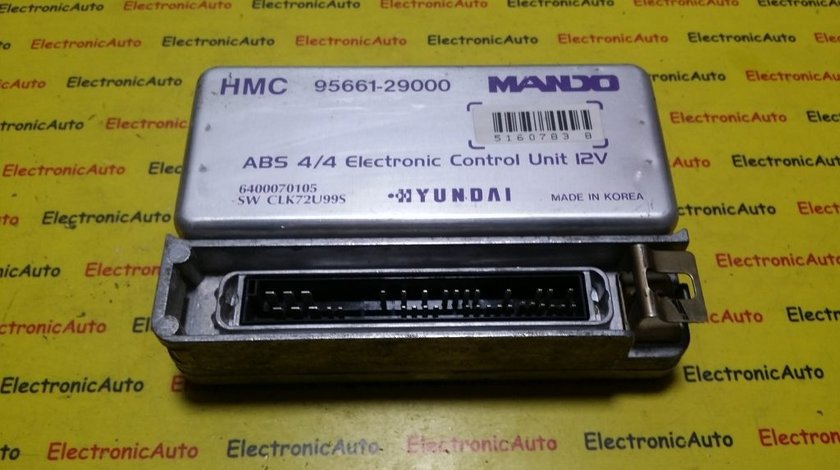 HMC 95661-29000 MANDO
5160783 8
ABS 4/4 Electronic Control Unit 12V
6400070105
SW CLK72U99S
HYUNDAI
MADE IN KOREA
ElectronicAuto